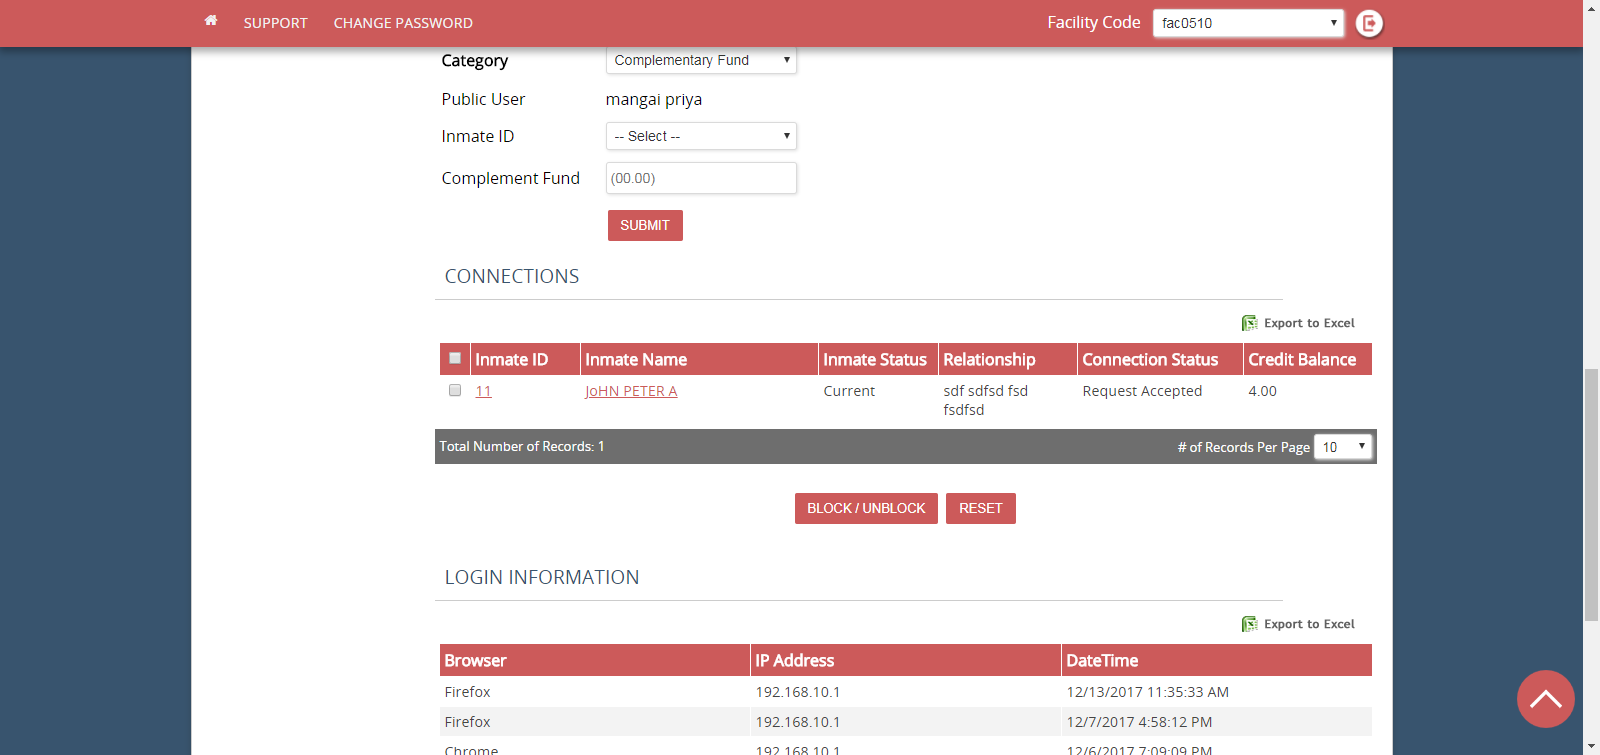 SUPPORT CHANGE PASSWORD Facility Code fac0510
Category Complementary Fund
Public User mangai priya
Inmate ID -- Select --
Complement Fund (00.00)
SUBMIT
CONNECTIONS
Export to Excel
Inmate ID Inmate Name Inmate Status Relationship Connection Status Credit Balance
11 JoHN PETER A Current sdf sdfsd fsd Request Accepted 4.00
fsdfsd
Total Number of Records: 1 # of Records Per Page 10
BLOCK / UNBLOCK RESET
LOGIN INFORMATION
Export to Excel
Browser IP Address DateTime
Firefox 192.168.10.1 12/13/2017 11:35:33 AM
Firefox 192.168.10.1 12/7/2017 4:58:12 PM
Chrome 192.168.10.1 12/6/2017 7:09:09 PM